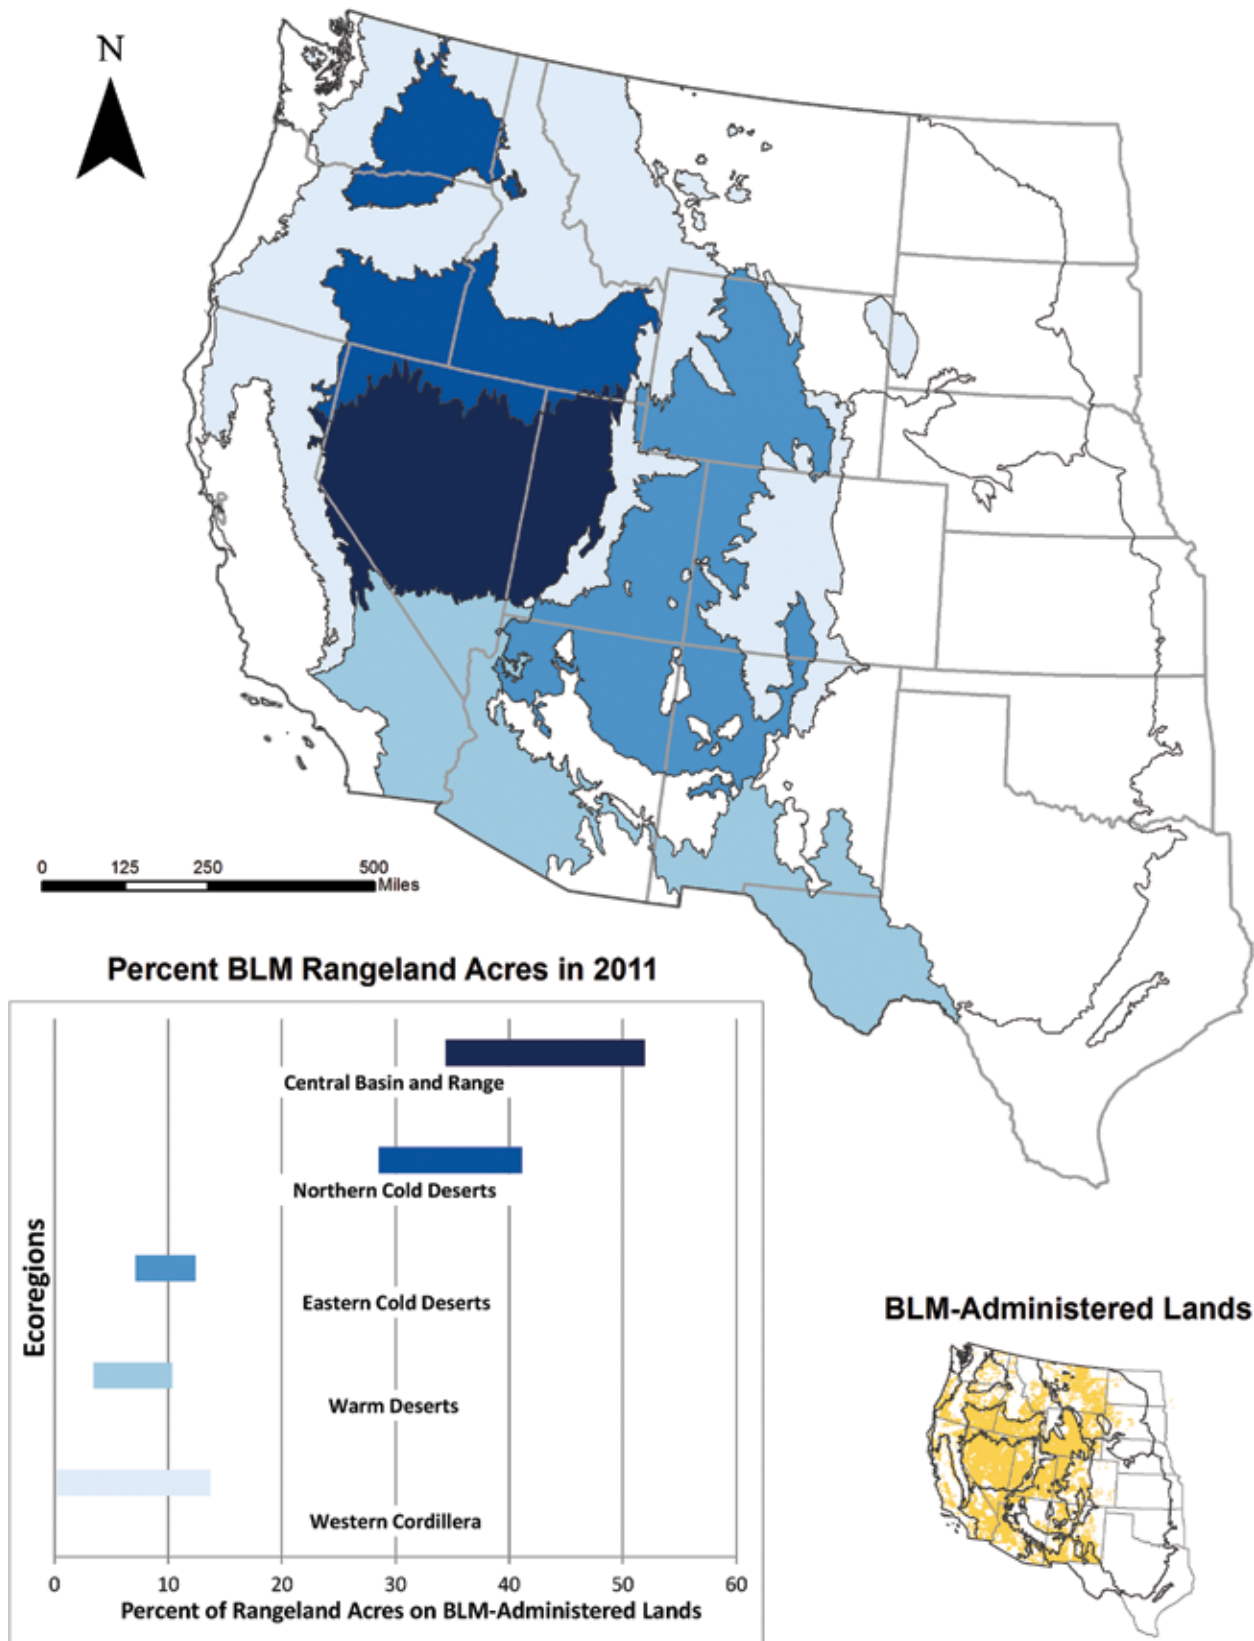 N
0 125 250 500
Miles
Percent BLM Rangeland Acres in 2011
Central Basin and Range
Northern Cold Deserts
Eastern Cold Deserts
Warm Deserts
Western Cordillera
Ecoregions
0 10 20 30 40 50 60
Percent of Rangeland Acres on BLM-Administered Lands
BLM-Administered Lands